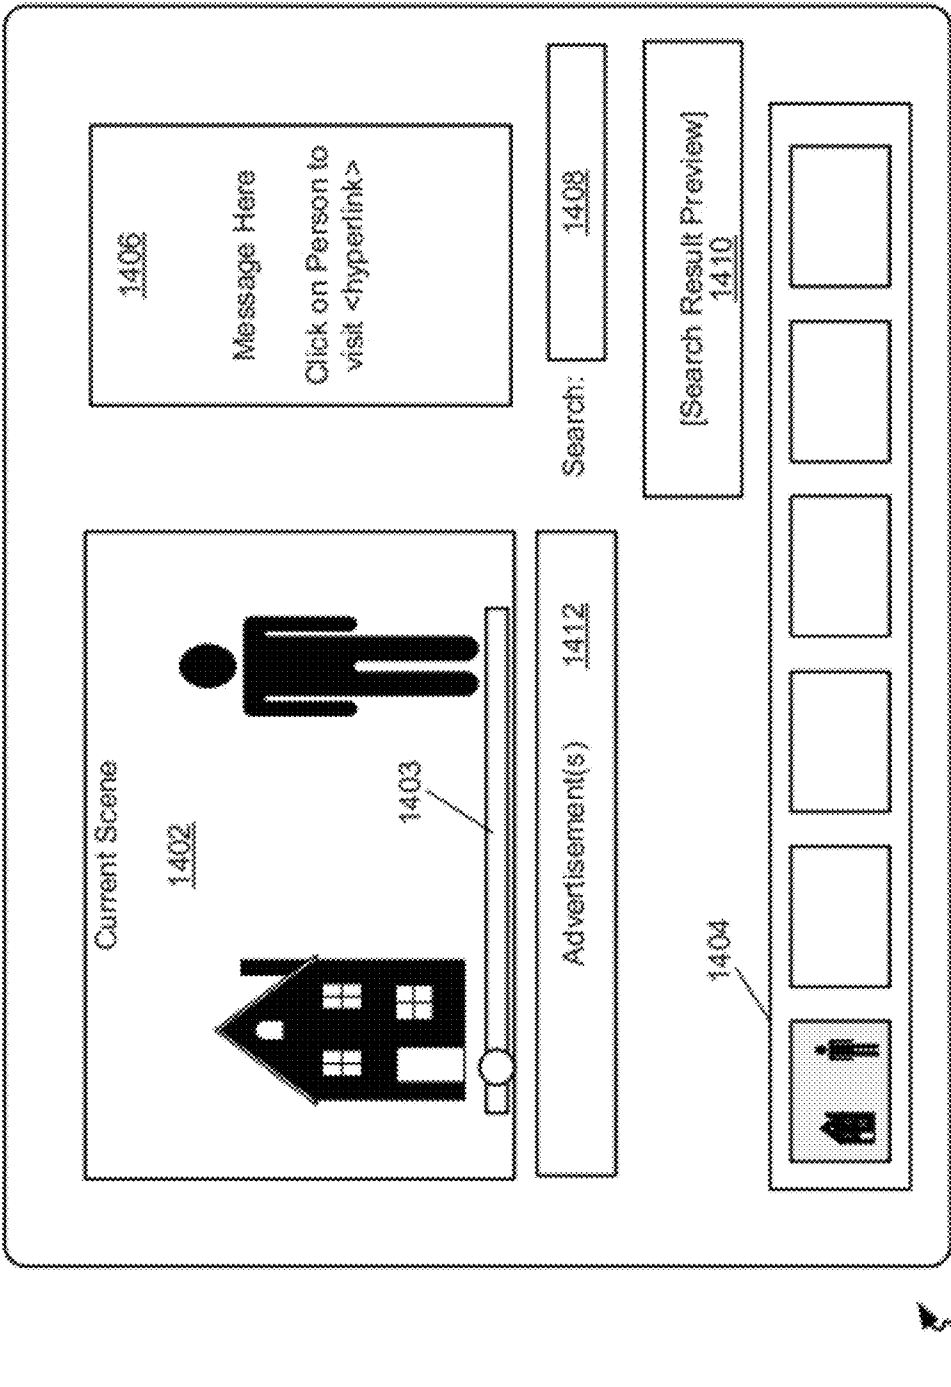 Current Scene
1402
1403
Advertisement(s) 1412
1406
Message Here
Click on Person to
visit <hyperlink>
Search: 1408
[Search Result Preview]
1410
1404